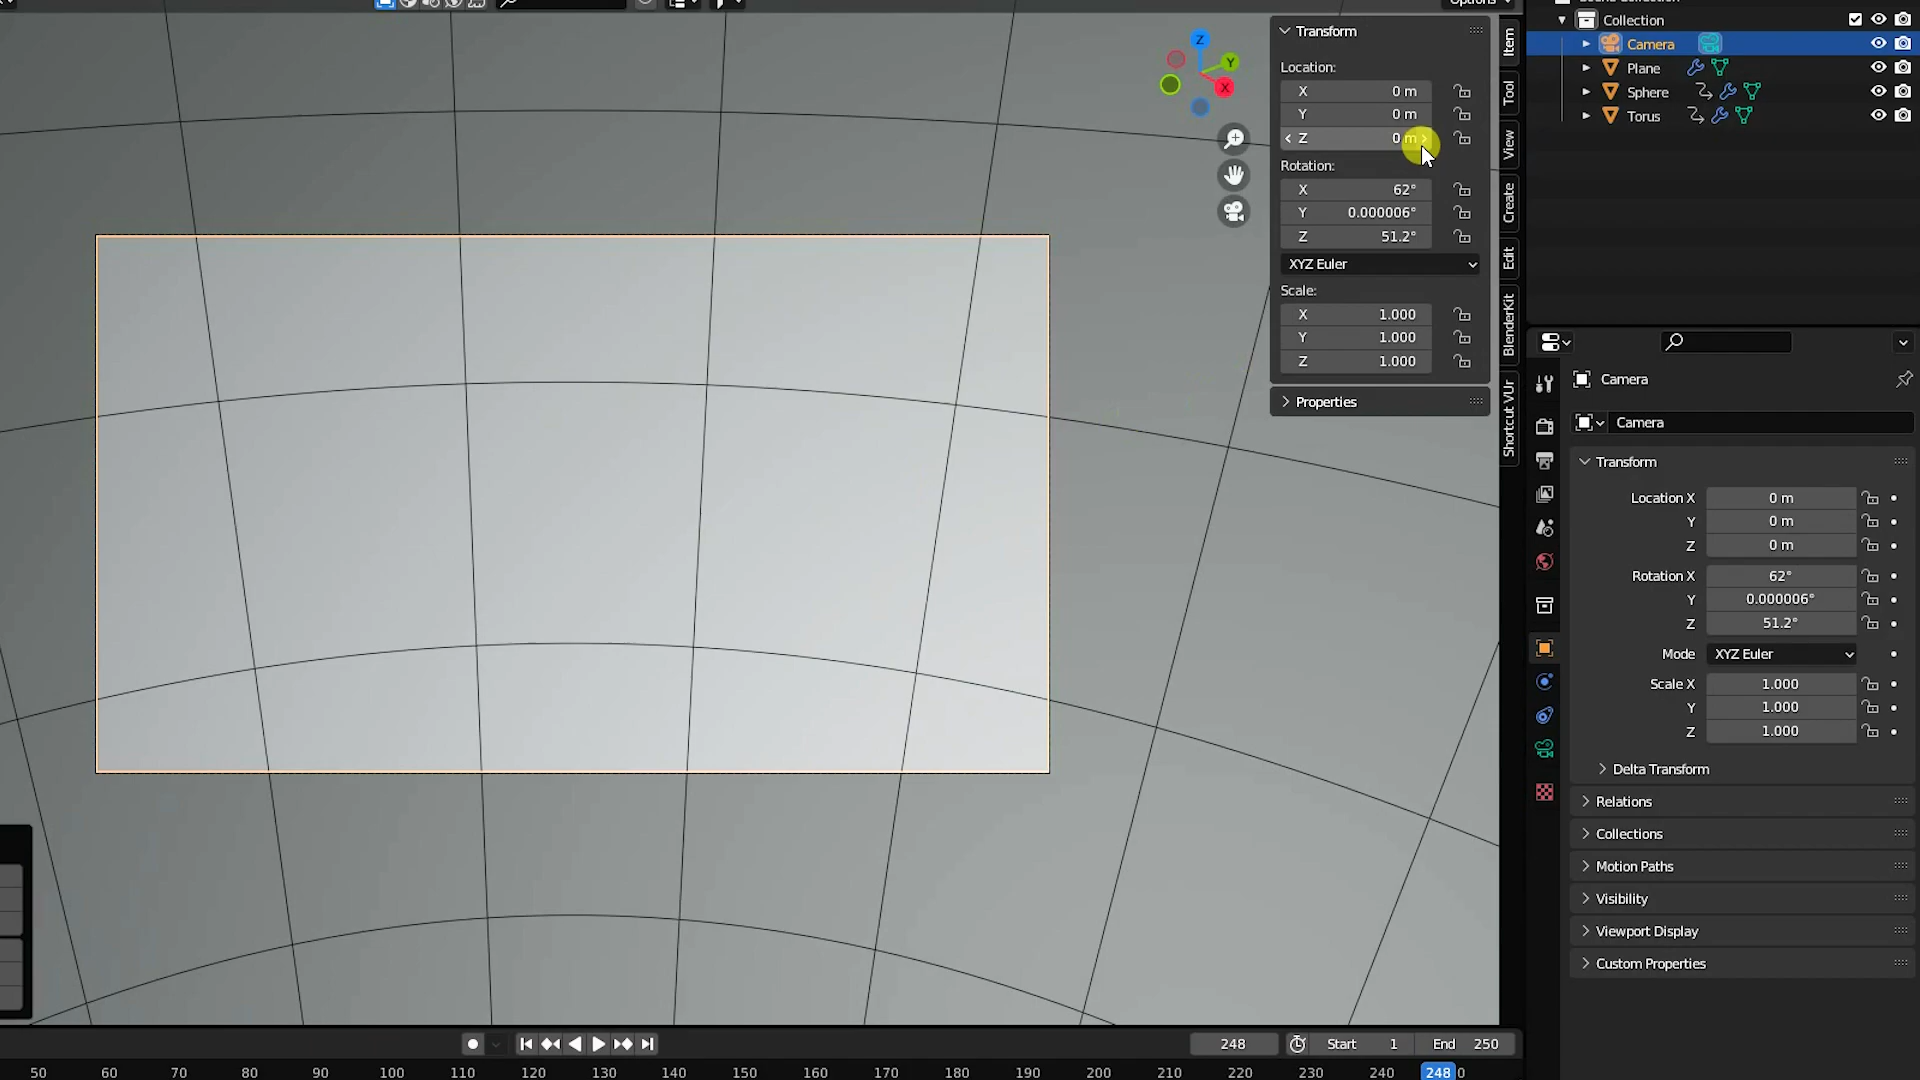 Options
Z
Y
X
Transform
Location:
X 0 m
Y 0 m
Z 0 m
Rotation:
X 62°
Y 0.000006°
Z 51.2°
XYZ Euler
Scale:
X 1.000
Y 1.000
Z 1.000
Properties
Item
Tool
View
Create
Edit
BlenderKit
Shortcut VUr
Scene Collection
Collection
Camera
Plane
Sphere
Torus
Camera
Camera
Transform
Location X 0 m
Y 0 m
Z 0 m
Rotation X 62°
Y 0.000006°
Z 51.2°
Mode XYZ Euler
Scale X 1.000
Y 1.000
Z 1.000
Delta Transform
Relations
Collections
Motion Paths
Visibility
Viewport Display
Custom Properties
248 Start 1 End 250
50 60 70 80 90 100 110 120 130 140 150 160 170 180 190 200 210 220 230 240 248 0